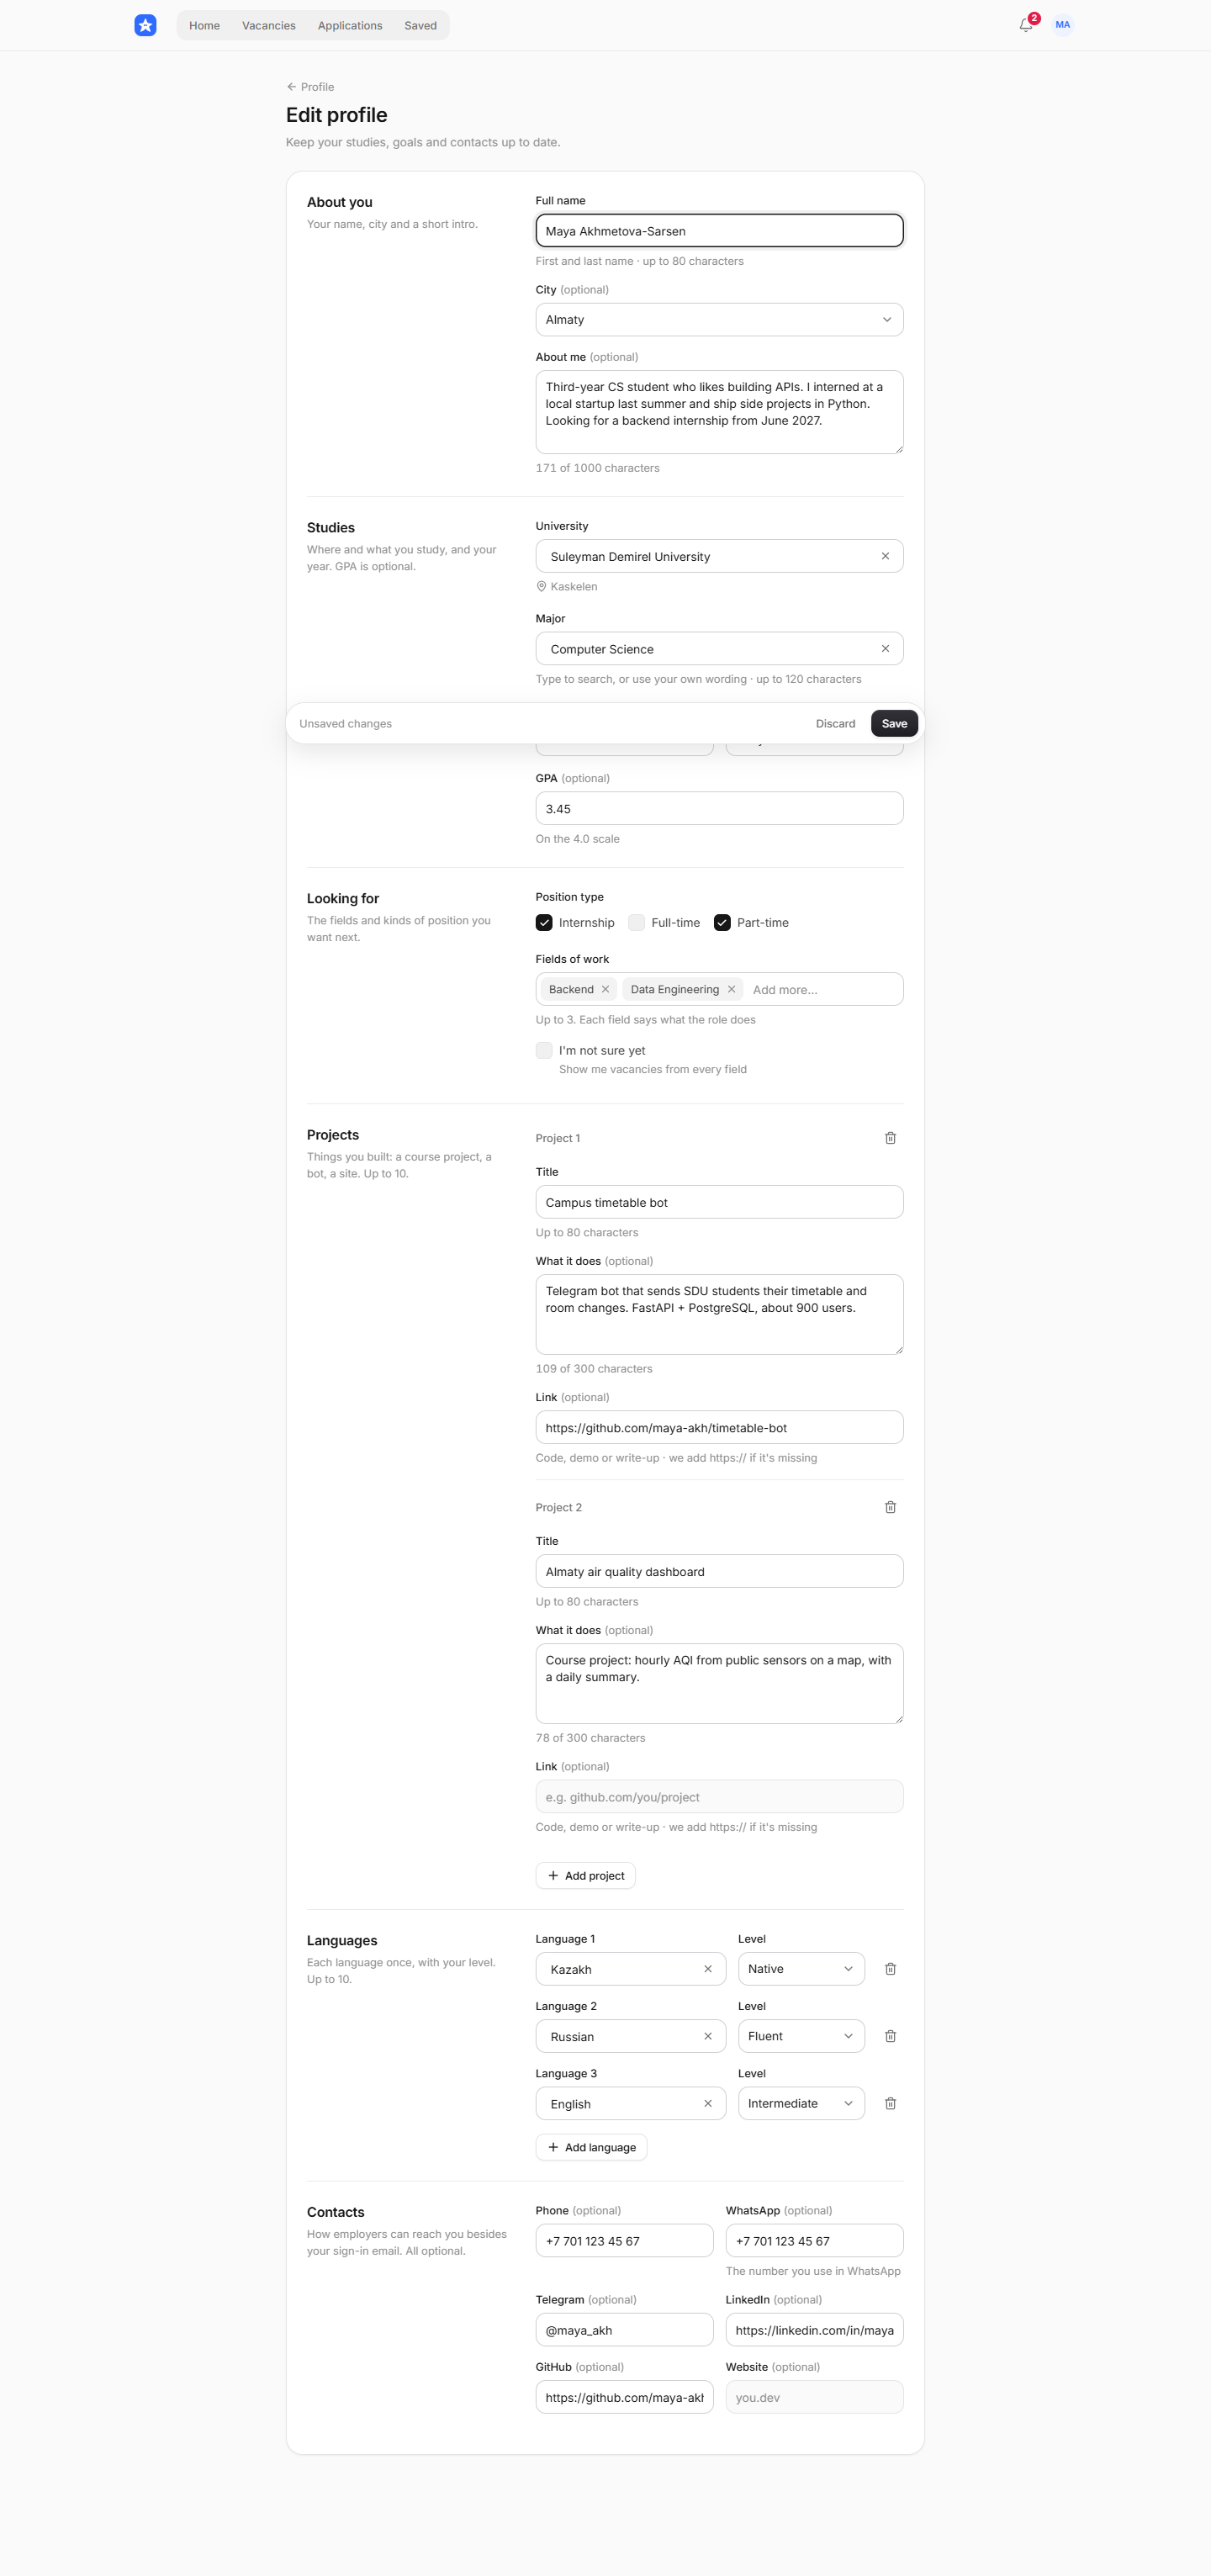 Home Vacancies Applications Saved
2
MA
Profile
Edit profile
Keep your studies, goals and contacts up to date.
About you
Your name, city and a short intro.
Full name
Maya Akhmetova-Sarsen
First and last name · up to 80 characters
City (optional)
Almaty
About me (optional)
Third-year CS student who likes building APIs. I interned at a
local startup last summer and ship side projects in Python.
Looking for a backend internship from June 2027.
171 of 1000 characters
Studies
Where and what you study, and your
year. GPA is optional.
University
Suleyman Demirel University
Kaskelen
Major
Computer Science
Type to search, or use your own wording · up to 120 characters
Unsaved changes
Discard
Save
GPA (optional)
3.45
On the 4.0 scale
Looking for
The fields and kinds of position you
want next.
Position type
Internship Full-time Part-time
Fields of work
Backend Data Engineering Add more...
Up to 3. Each field says what the role does
I'm not sure yet
Show me vacancies from every field
Projects
Things you built: a course project, a
bot, a site. Up to 10.
Project 1
Title
Campus timetable bot
Up to 80 characters
What it does (optional)
Telegram bot that sends SDU students their timetable and
room changes. FastAPI + PostgreSQL, about 900 users.
109 of 300 characters
Link (optional)
https://github.com/maya-akh/timetable-bot
Code, demo or write-up · we add https:// if it's missing
Project 2
Title
Almaty air quality dashboard
Up to 80 characters
What it does (optional)
Course project: hourly AQI from public sensors on a map, with
a daily summary.
78 of 300 characters
Link (optional)
e.g. github.com/you/project
Code, demo or write-up · we add https:// if it's missing
Add project
Languages
Each language once, with your level.
Up to 10.
Language 1 Level
Kazakh Native
Language 2 Level
Russian Fluent
Language 3 Level
English Intermediate
Add language
Contacts
How employers can reach you besides
your sign-in email. All optional.
Phone (optional) WhatsApp (optional)
+7 701 123 45 67 +7 701 123 45 67
The number you use in WhatsApp
Telegram (optional) LinkedIn (optional)
@maya_akh https://linkedin.com/in/maya
GitHub (optional) Website (optional)
https://github.com/maya-akh you.dev